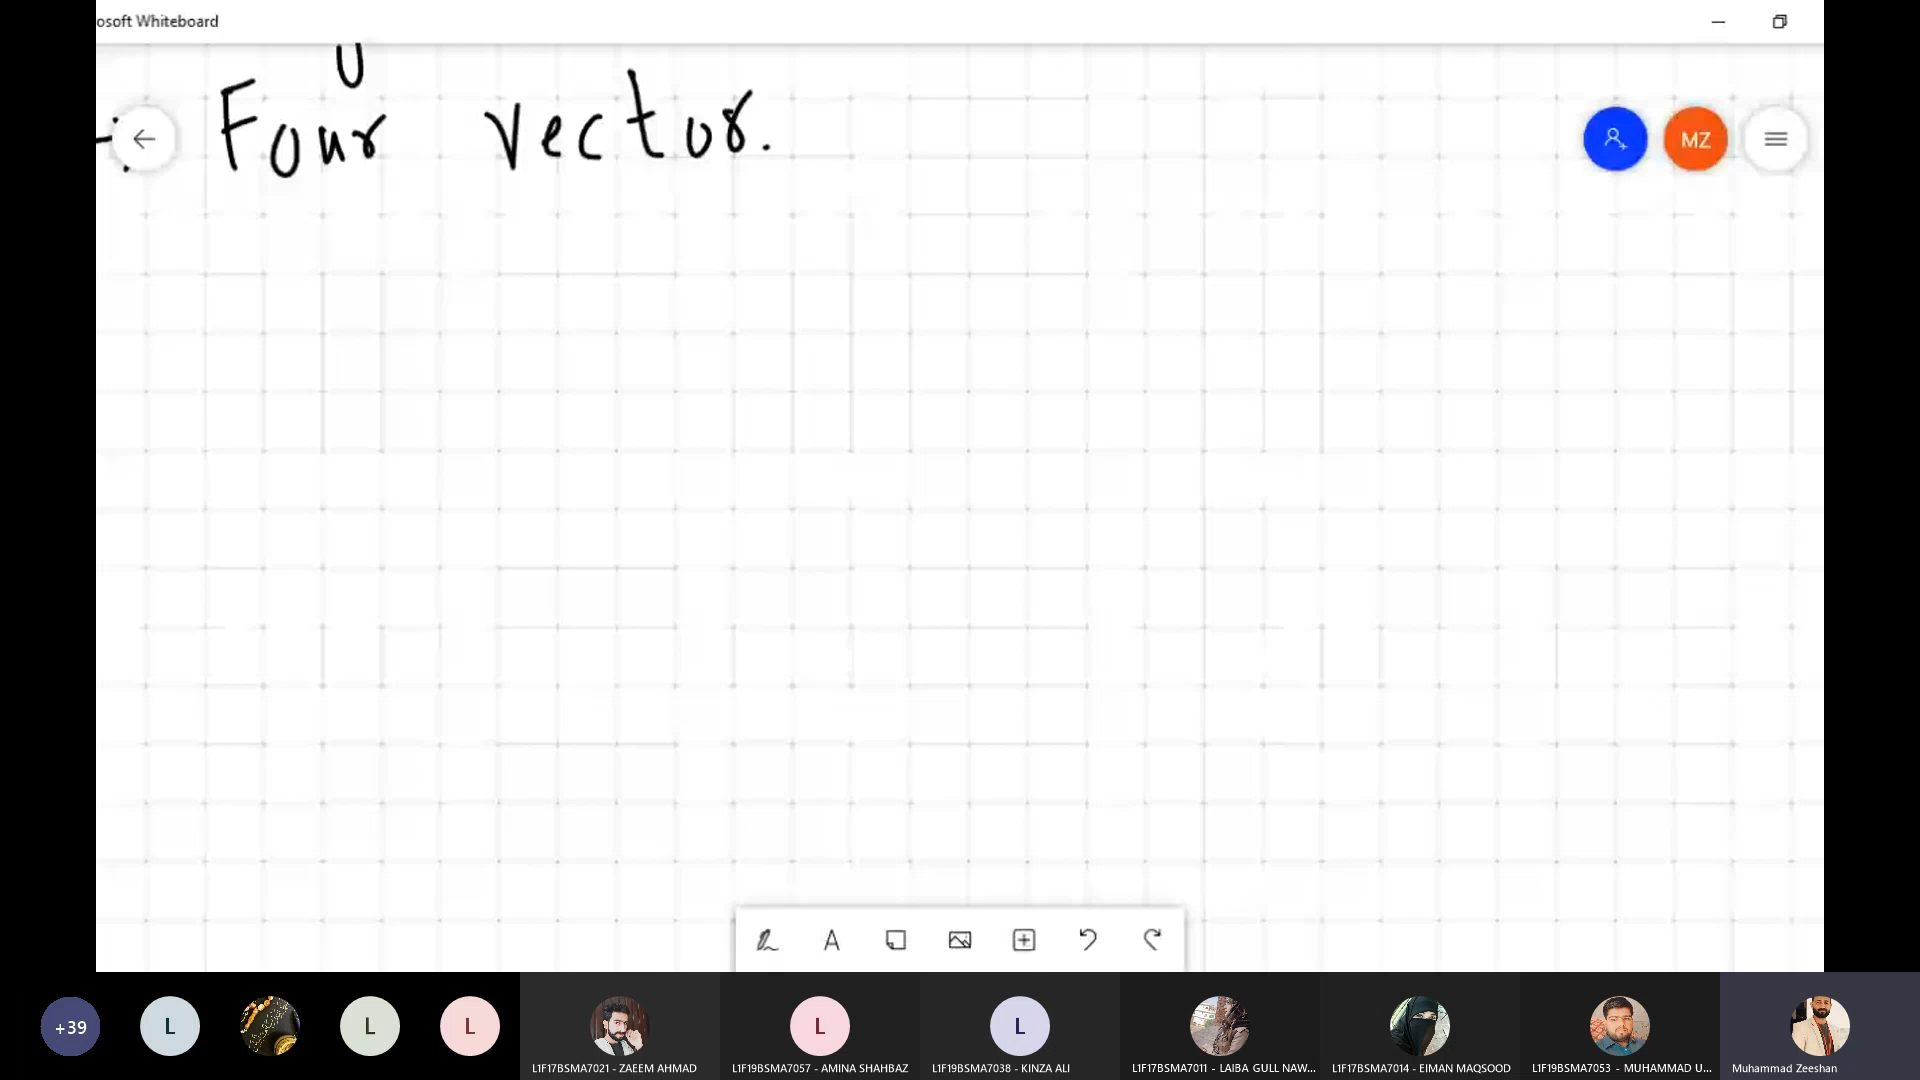 osoft Whiteboard
Four vector.
MZ
+39
L
L
L
L
L
L1F17BSMA7021 - ZAEEM AHMAD
L1F19BSMA7057 - AMINA SHAHBAZ
L1F19BSMA7038 - KINZA ALI
L1F17BSMA7011 - LAIBA GULL NAW...
L1F17BSMA7014 - EIMAN MAQSOOD
L1F19BSMA7053 - MUHAMMAD U...
Muhammad Zeeshan